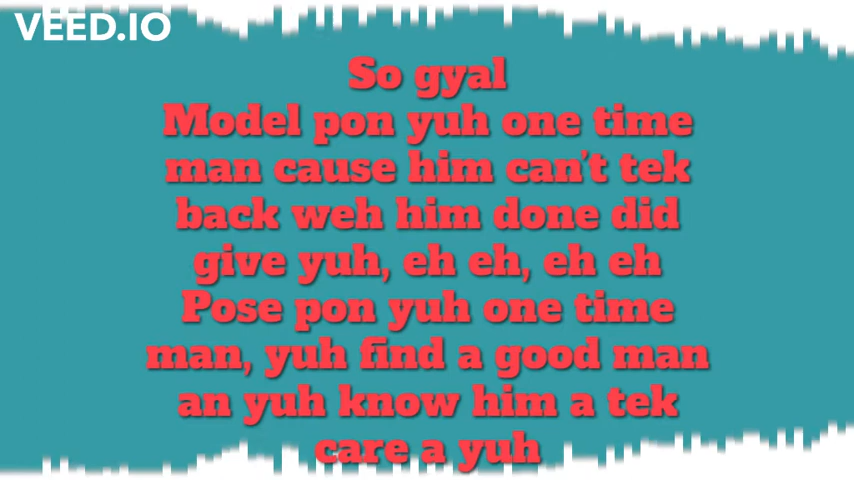 VEED.IO
So gyal
Model pon yuh one time
man cause him can't tek
back weh him done did
give yuh, eh eh, eh eh
Pose pon yuh one time
man, yuh find a good man
an yuh know him a tek
care a yuh